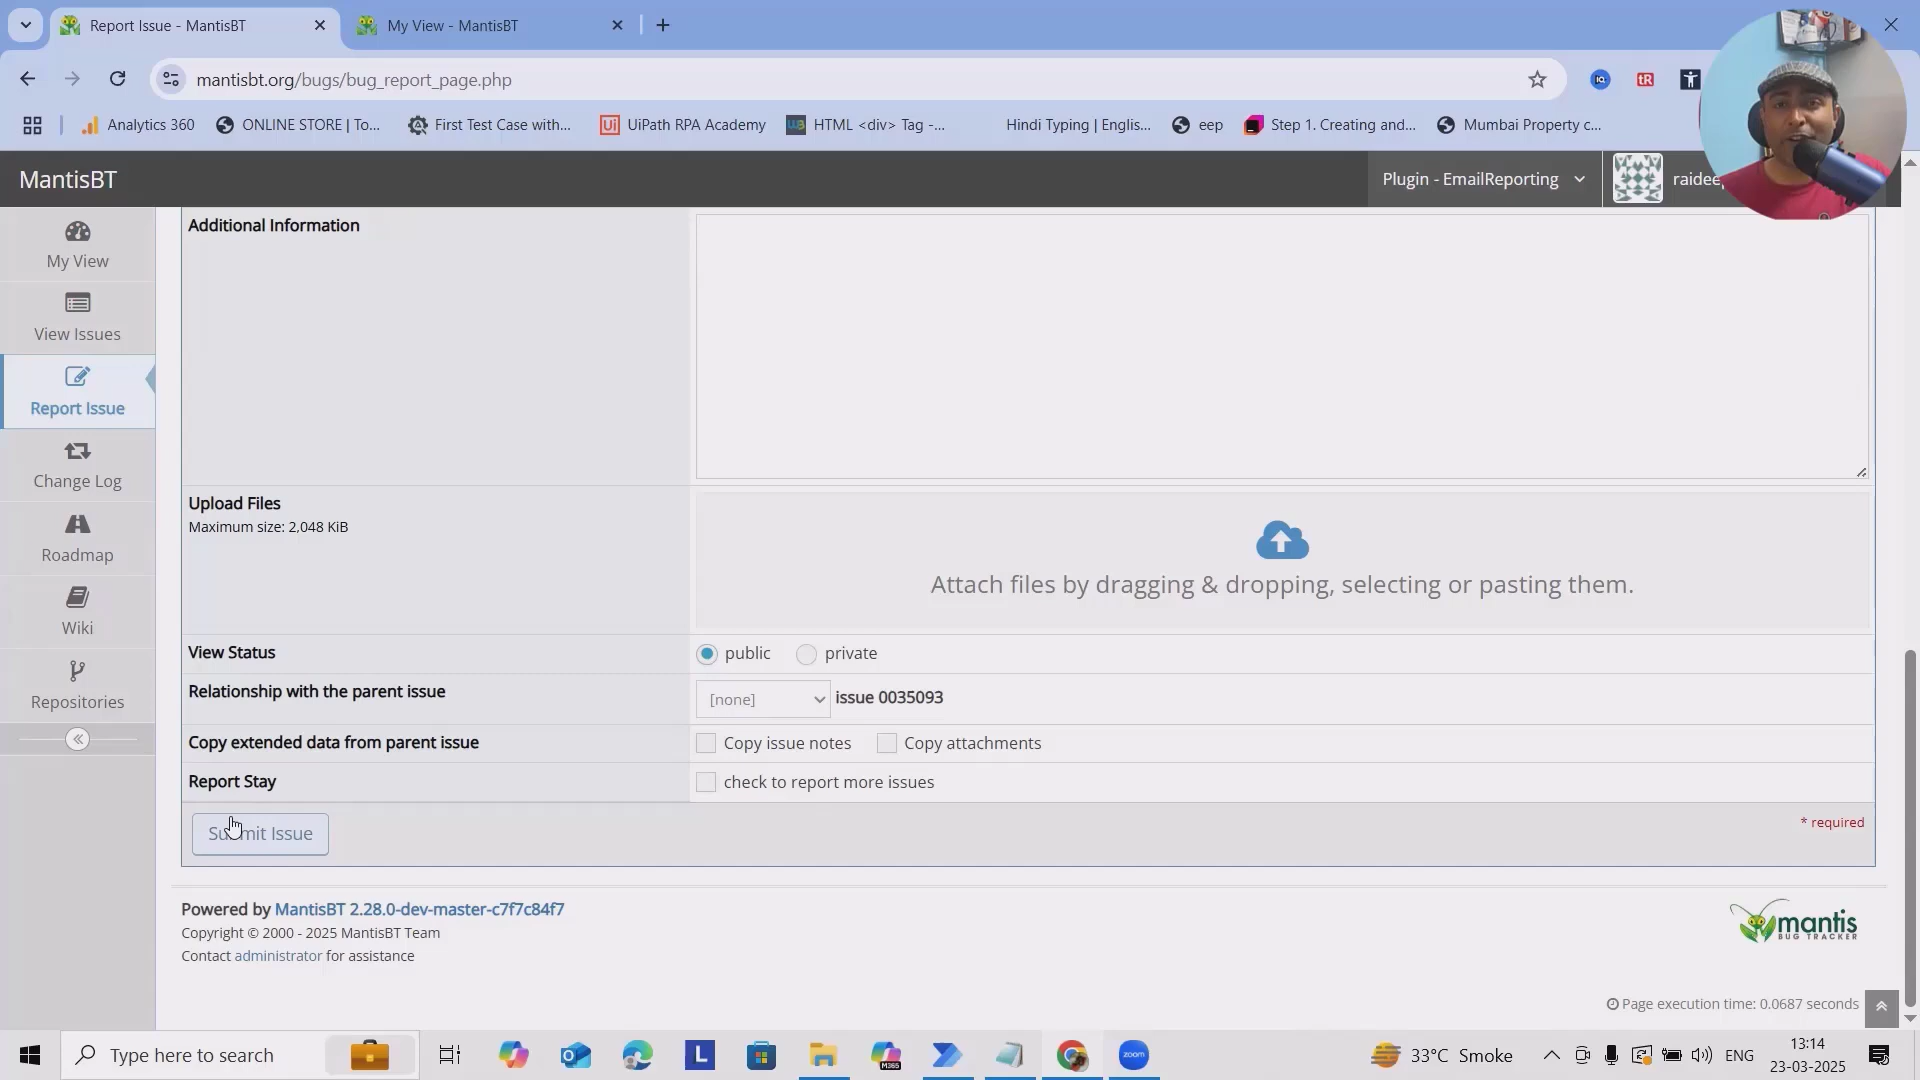 Report Issue - MantisBT
My View - MantisBT
mantisbt.org/bugs/bug_report_page.php
Analytics 360
ONLINE STORE | To...
First Test Case with...
UiPath RPA Academy
HTML <div> Tag -...
Hindi Typing | Englis...
eep
Step 1. Creating and...
Mumbai Property c...
MantisBT
Plugin - EmailReporting
My View
View Issues
Report Issue
Change Log
Roadmap
Wiki
Repositories
Additional Information
Upload Files
Maximum size: 2,048 KiB
Attach files by dragging & dropping, selecting or pasting them.
View Status
public private
Relationship with the parent issue
[none] issue 0035093
Copy extended data from parent issue
Copy issue notes Copy attachments
Report Stay
check to report more issues
Submit Issue
* required
Powered by MantisBT 2.28.0-dev-master-c7f7c84f7
Copyright © 2000 - 2025 MantisBT Team
Contact administrator for assistance
mantis
BUG TRACKER
Page execution time: 0.0687 seconds
Type here to search
L
M365
zoom
33°C Smoke
ENG
13:14
23-03-2025